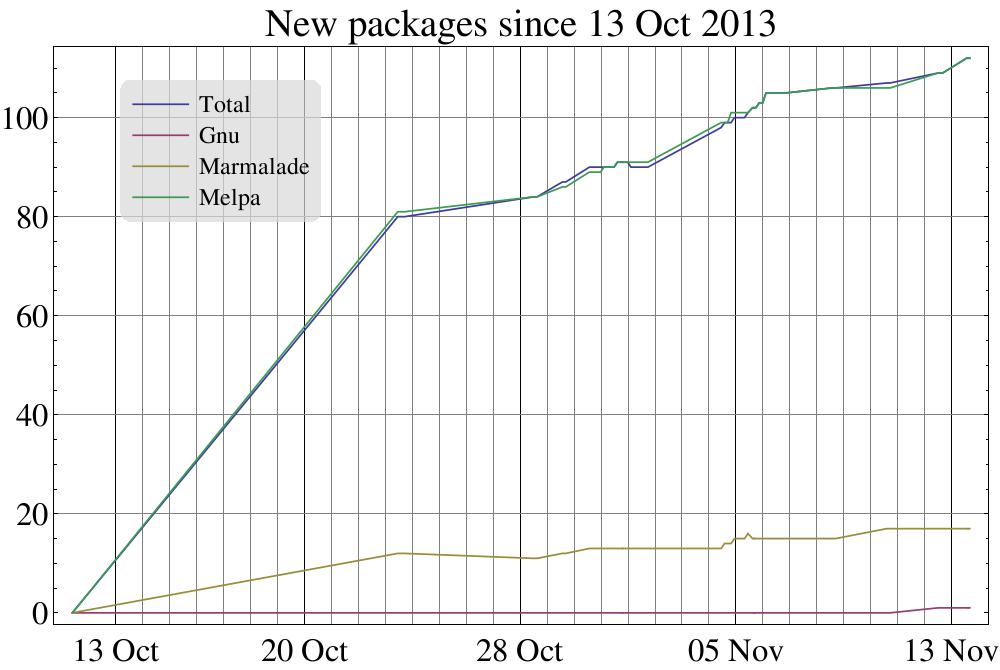 New packages since 13 Oct 2013
Total
Gnu
Marmalade
Melpa
100
80
60
40
20
0
13 Oct 20 Oct 28 Oct 05 Nov 13 Nov